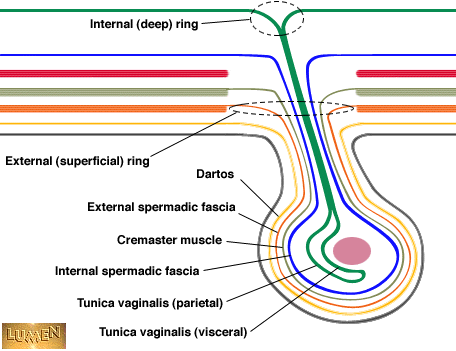 Internal (deep) ring
External (superficial) ring
Dartos
External spermadic fascia
Cremaster muscle
Internal spermadic fascia
Tunica vaginalis (parietal)
Tunica vaginalis (visceral)
LUMEN